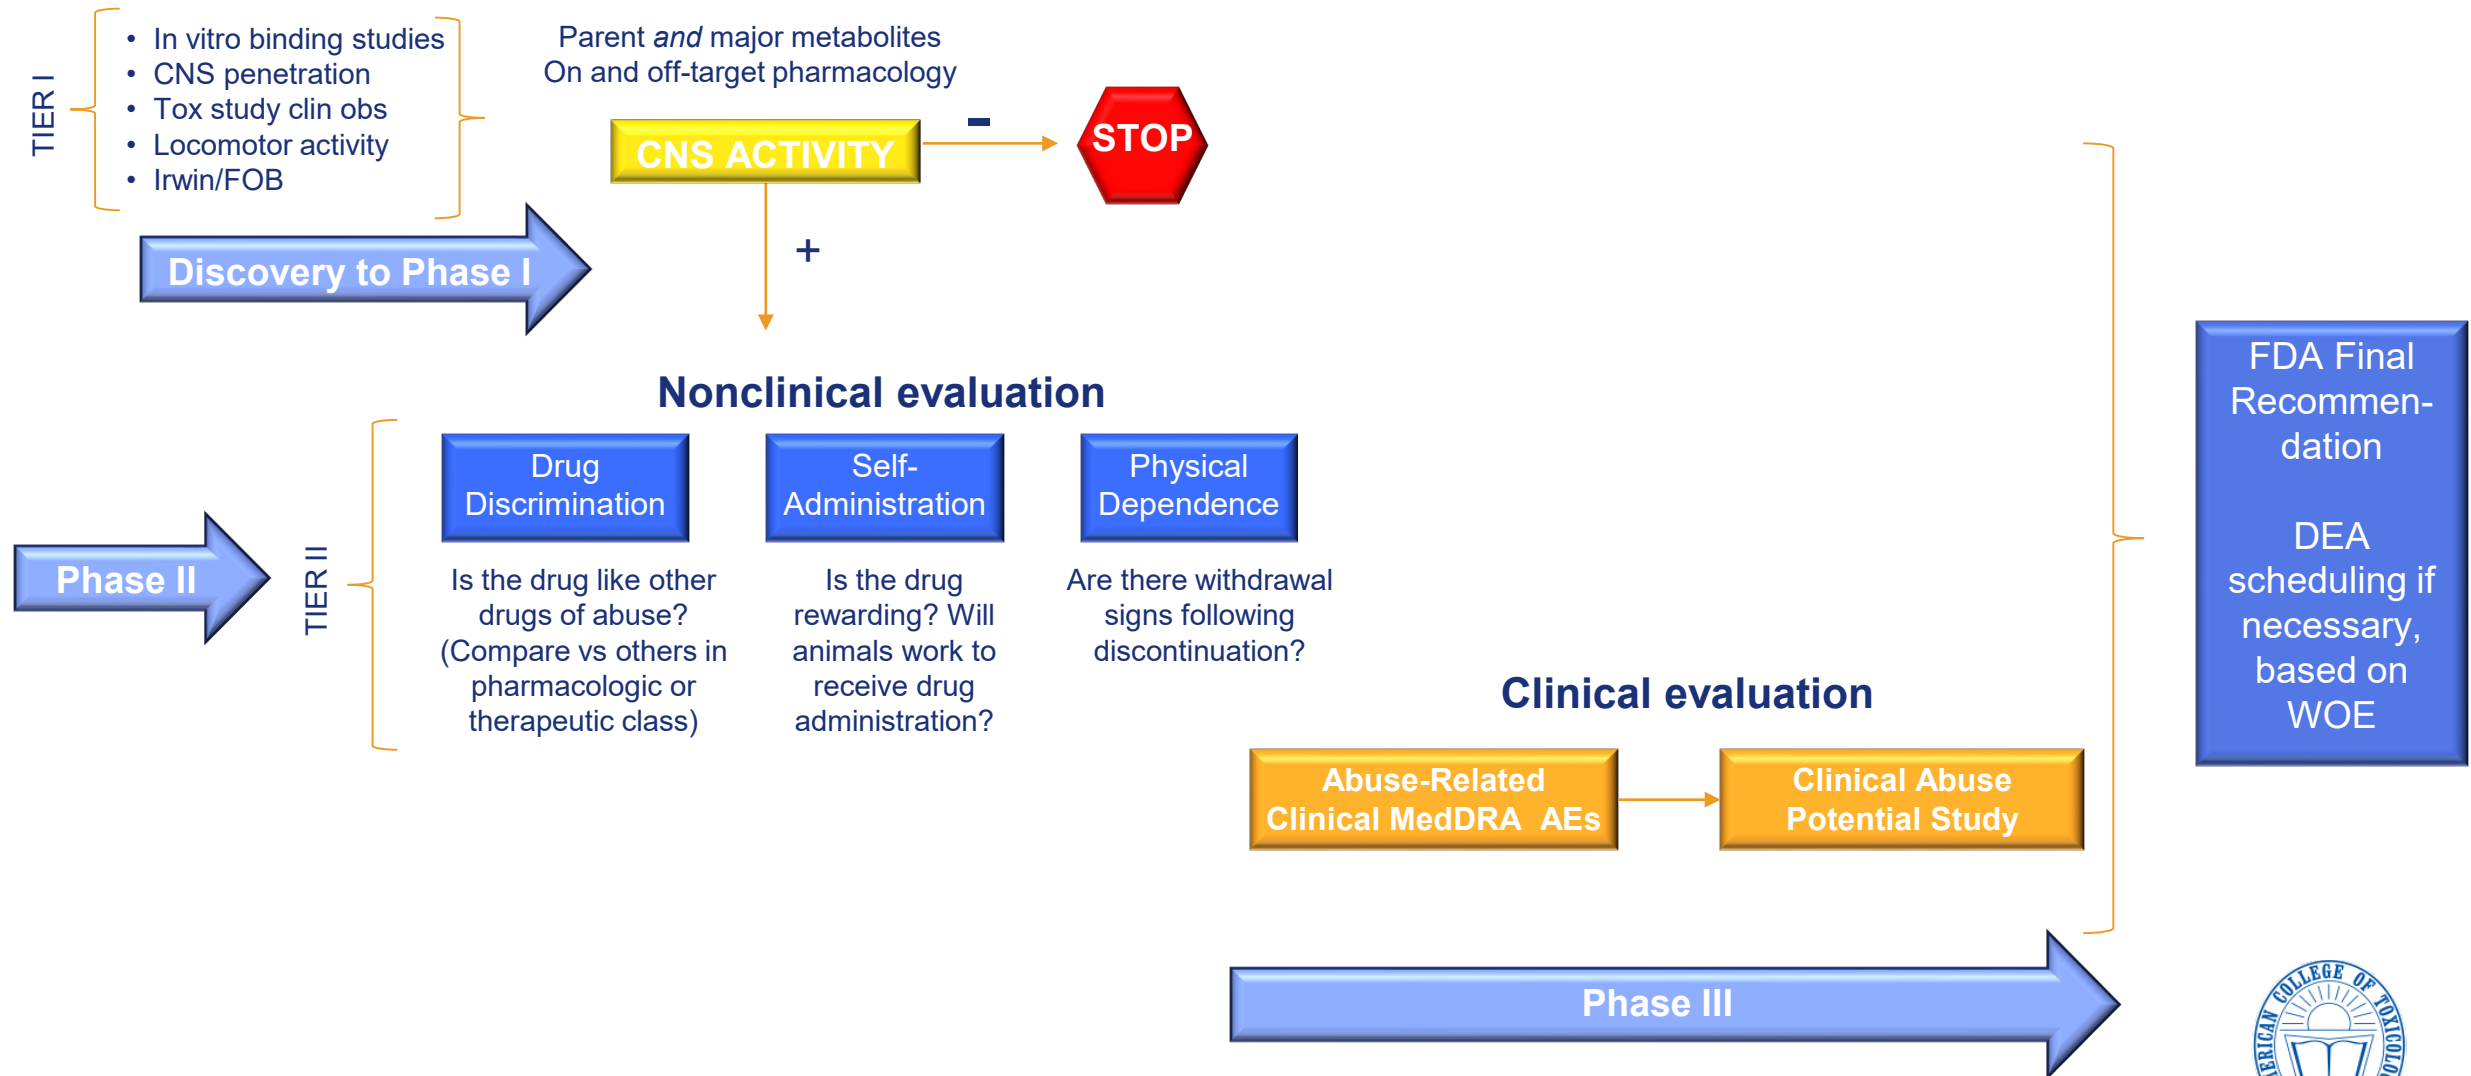 TIER I
• In vitro binding studies
• CNS penetration
• Tox study clin obs
• Locomotor activity
• Irwin/FOB
Parent and major metabolites
On and off-target pharmacology
CNS ACTIVITY
-
STOP
+
Discovery to Phase I
Nonclinical evaluation
Phase II
TIER II
Drug
Discrimination
Is the drug like other
drugs of abuse?
(Compare vs others in
pharmacologic or
therapeutic class)
Self-
Administration
Is the drug
rewarding? Will
animals work to
receive drug
administration?
Physical
Dependence
Are there withdrawal
signs following
discontinuation?
Clinical evaluation
Abuse-Related
Clinical MedDRA AEs
Clinical Abuse
Potential Study
Phase III
FDA Final
Recommen-
dation
DEA
scheduling if
necessary,
based on
WOE
COLLEGE OF